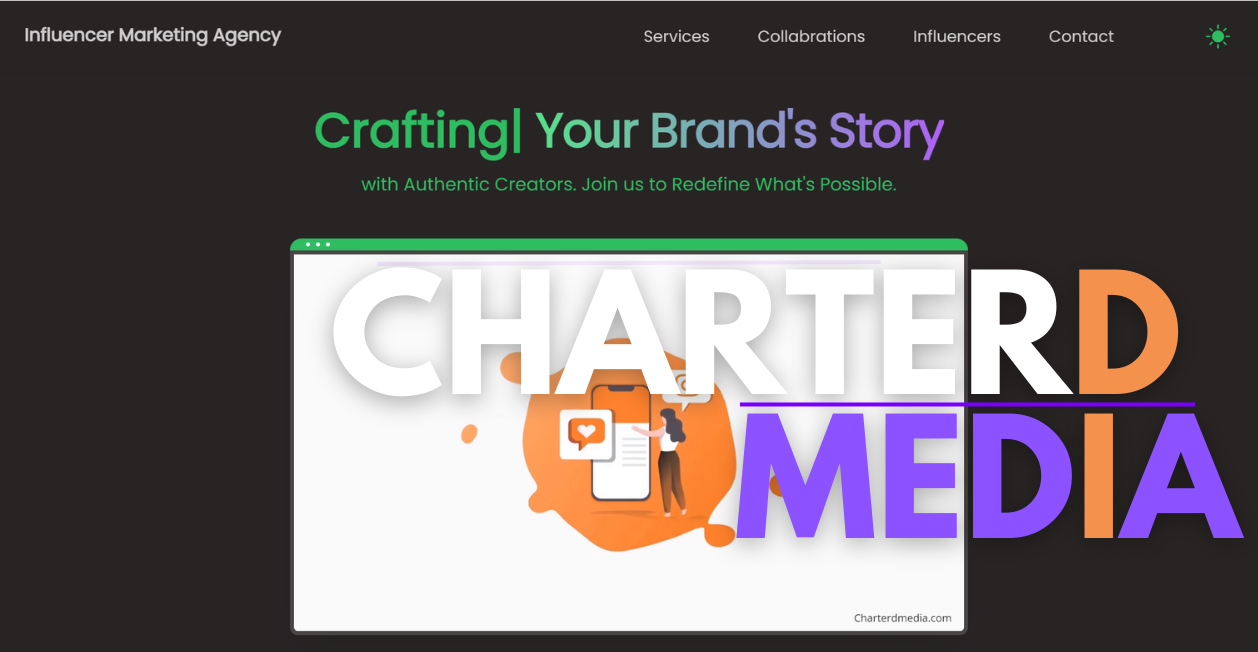 Influencer Marketing Agency
Services Collabrations Influencers Contact
Crafting| Your Brand's Story
with Authentic Creators. Join us to Redefine What's Possible.
CHARTERD
MEDIA
Charterdmedia.com